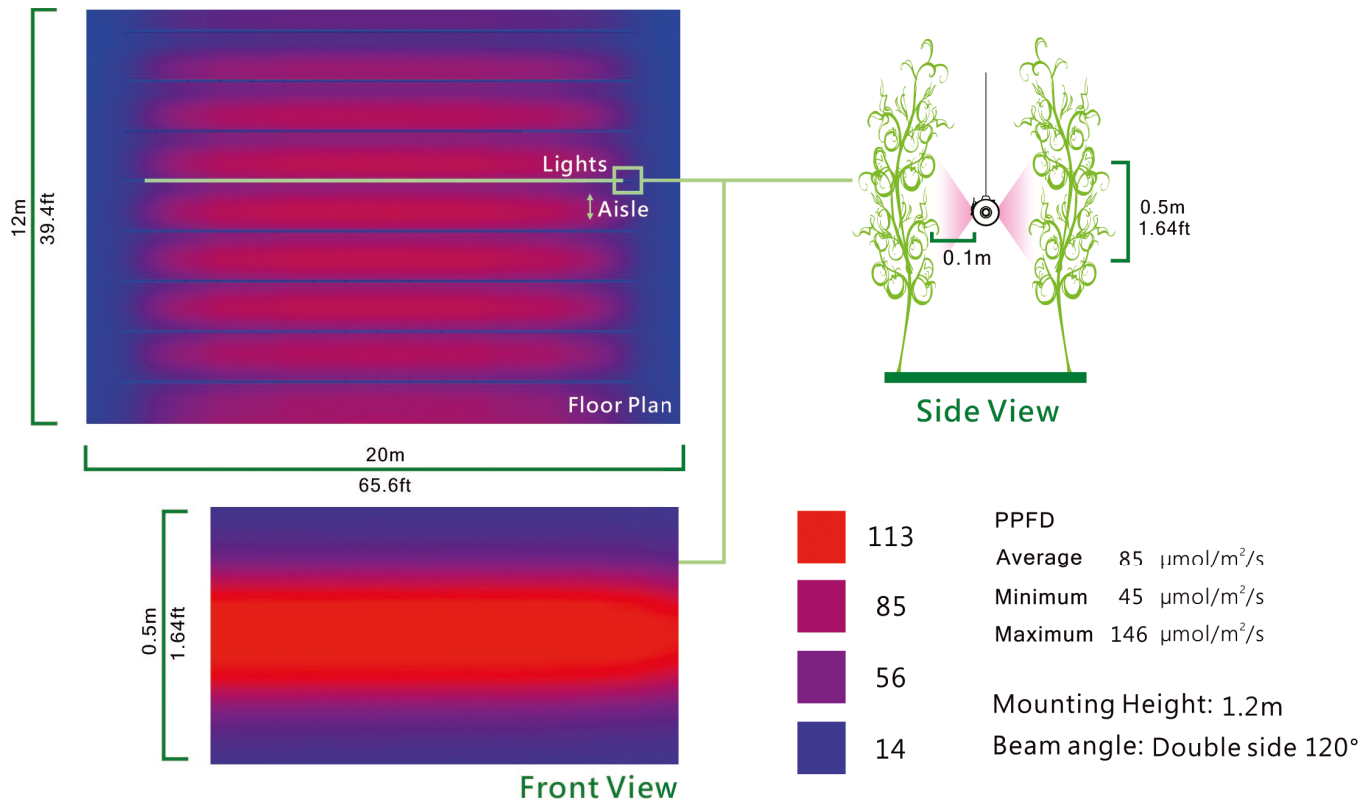 12m
39.4ft
Lights
Aisle
Floor Plan
20m
65.6ft
0.1m
0.5m
1.64ft
Side View
0.5m
1.64ft
Front View
113
85
56
14
PPFD
Average 85 μmol/m²/s
Minimum 45 μmol/m²/s
Maximum 146 μmol/m²/s
Mounting Height: 1.2m
Beam angle: Double side 120°